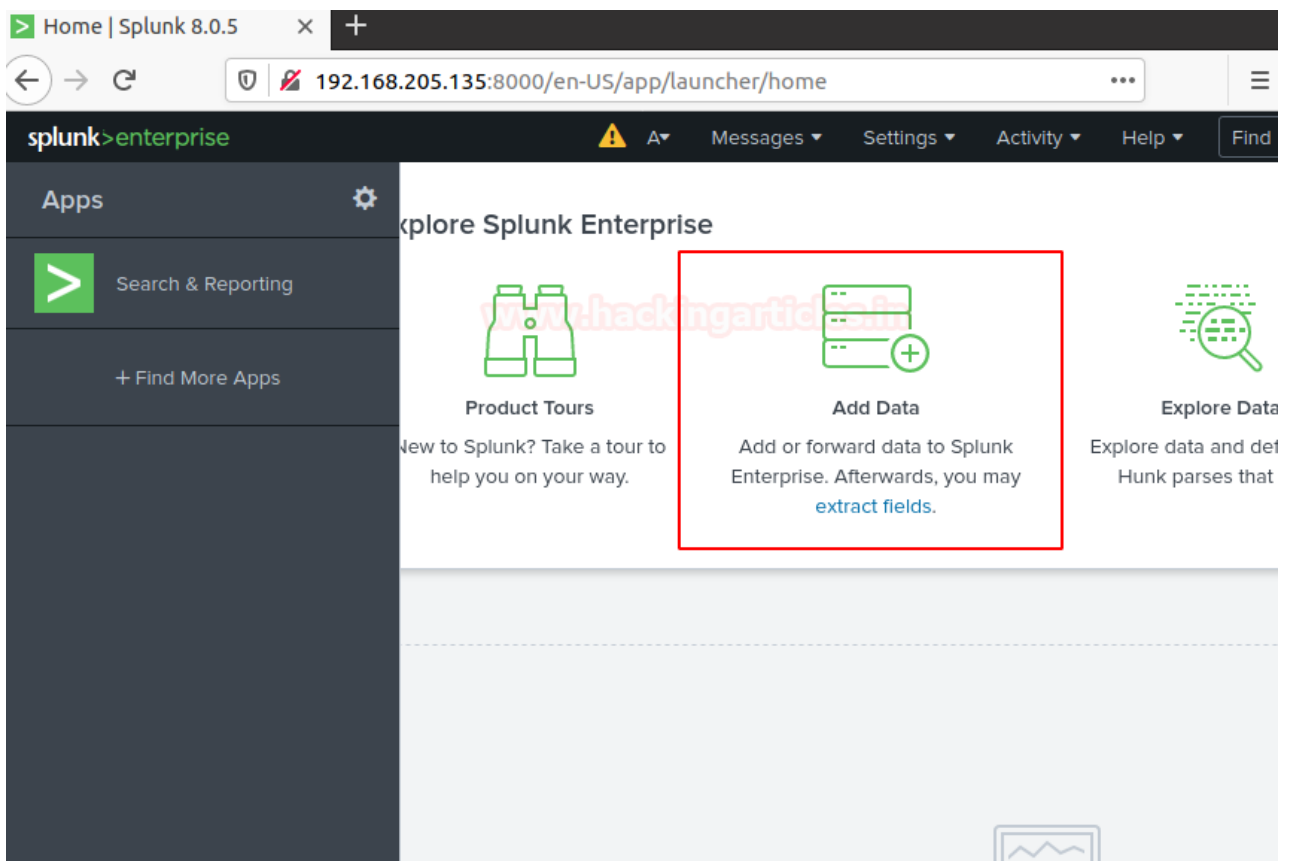 Home | Splunk 8.0.5
192.168.205.135:8000/en-US/app/launcher/home
splunk>enterprise
A
Messages
Settings
Activity
Help
Find
Apps
Search & Reporting
+ Find More Apps
xplore Splunk Enterprise
www.hackingarticles.in
Product Tours
New to Splunk? Take a tour to
help you on your way.
Add Data
Add or forward data to Splunk
Enterprise. Afterwards, you may
extract fields.
Explore Data
Explore data and def
Hunk parses that